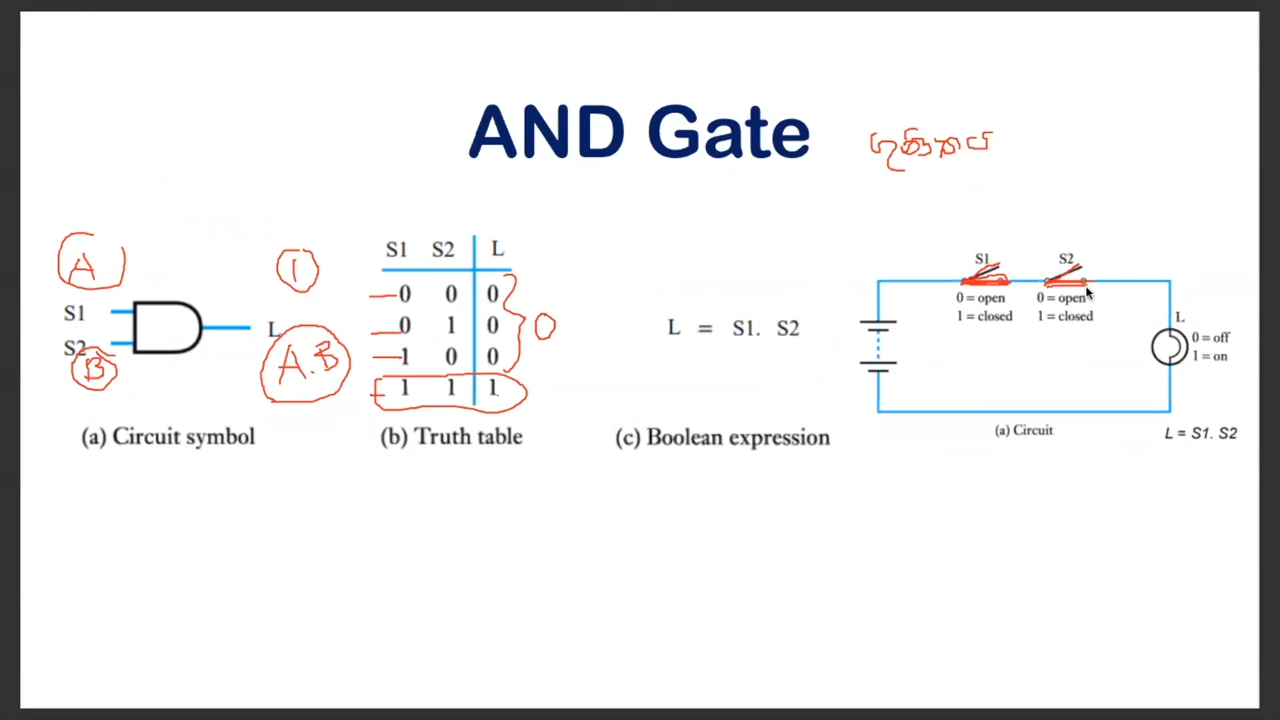 AND Gate
A
S1
S2
B
L
1
A.B
S1 S2 L
0 0 0
0 1 0
1 0 0
1 1 1
0
(a) Circuit symbol
(b) Truth table
L = S1. S2
(c) Boolean expression
S1
0 = open
1 = closed
S2
0 = open
1 = closed
L
0 = off
1 = on
(a) Circuit
L = S1. S2